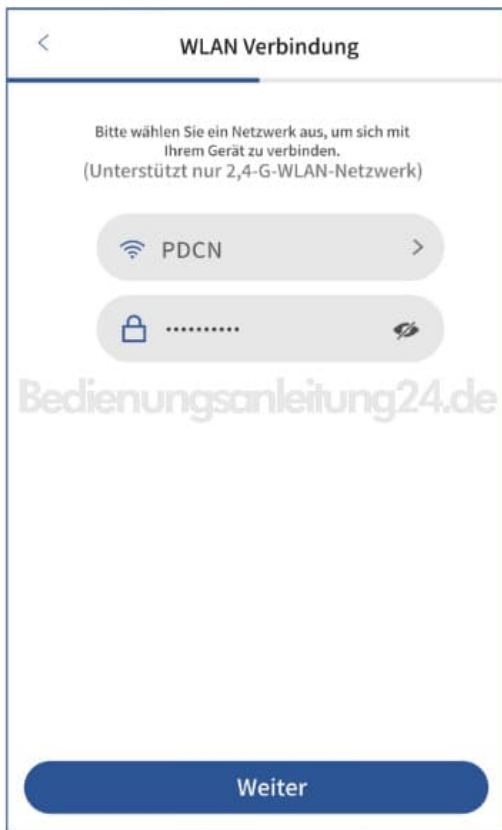 WLAN Verbindung
Bitte wählen Sie ein Netzwerk aus, um sich mit
Ihrem Gerät zu verbinden.
(Unterstützt nur 2,4-G-WLAN-Netzwerk)
PDCN
··········
Bedienungsanleitung24.de
Weiter